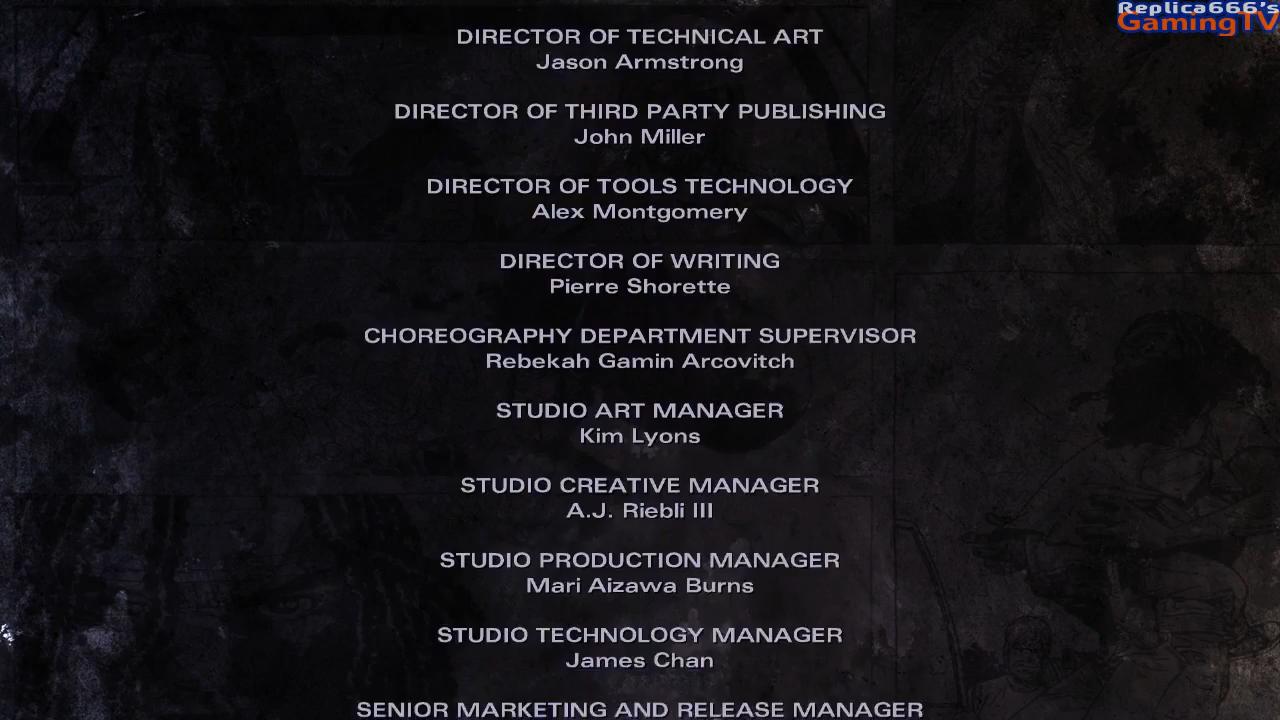 Replica666's
GamingTV
DIRECTOR OF TECHNICAL ART
Jason Armstrong
DIRECTOR OF THIRD PARTY PUBLISHING
John Miller
DIRECTOR OF TOOLS TECHNOLOGY
Alex Montgomery
DIRECTOR OF WRITING
Pierre Shorette
CHOREOGRAPHY DEPARTMENT SUPERVISOR
Rebekah Gamin Arcovitch
STUDIO ART MANAGER
Kim Lyons
STUDIO CREATIVE MANAGER
A.J. Riebli III
STUDIO PRODUCTION MANAGER
Mari Aizawa Burns
STUDIO TECHNOLOGY MANAGER
James Chan
SENIOR MARKETING AND RELEASE MANAGER